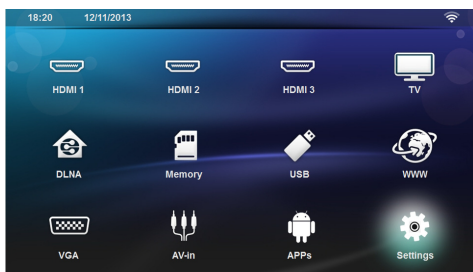 18:20 12/11/2013
HDMI 1 HDMI 2 HDMI 3 TV
DLNA Memory USB WWW
VGA AV-in APPs Settings